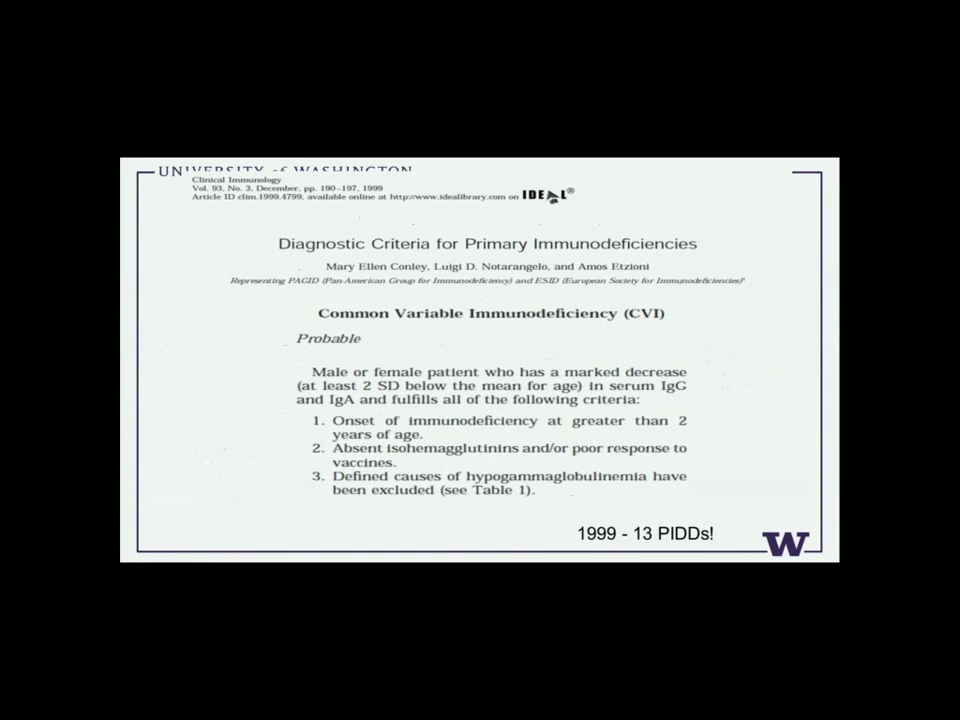 UNIVERSITY of WASHINGTON
Clinical Immunology
Vol. 93, No. 3, December, pp. 190–197, 1999
Article ID clim.1999.4799, available online at http://www.idealibrary.com on IDEAL®
Diagnostic Criteria for Primary Immunodeficiencies
Mary Ellen Conley, Luigi D. Notarangelo, and Amos Etzioni
Representing PAGID (Pan-American Group for Immunodeficiency) and ESID (European Society for Immunodeficiencies)
Common Variable Immunodeficiency (CVI)
Probable
Male or female patient who has a marked decrease
(at least 2 SD below the mean for age) in serum IgG
and IgA and fulfills all of the following criteria:
1. Onset of immunodeficiency at greater than 2
years of age.
2. Absent isohemagglutinins and/or poor response to
vaccines.
3. Defined causes of hypogammaglobulinemia have
been excluded (see Table 1).
1999 - 13 PIDDs!
W